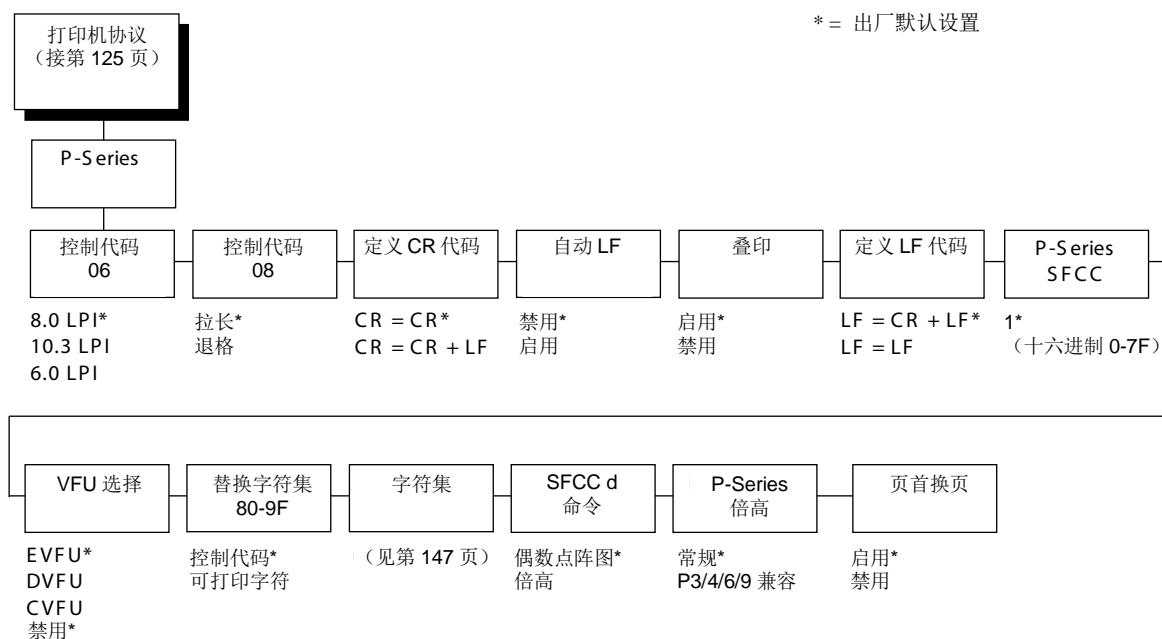 打印机协议
（接第 125 页）
* = 出厂默认设置
P-Series
控制代码
06
8.0 LPI*
10.3 LPI
6.0 LPI
控制代码
08
拉长*
退格
定义 CR 代码
CR = CR*
CR = CR + LF
自动 LF
禁用*
启用
叠印
启用*
禁用
定义 LF 代码
LF = CR + LF*
LF = LF
P-Series
SFCC
1*
（十六进制 0-7F）
VFU 选择
EVFU*
DVFU
CVFU
禁用*
替换字符集
80-9F
控制代码*
可打印字符
字符集
（见第 147 页）
SFCC d
命令
偶数点阵图*
倍高
P-Series
倍高
常规*
P3/4/6/9 兼容
页首换页
启用*
禁用